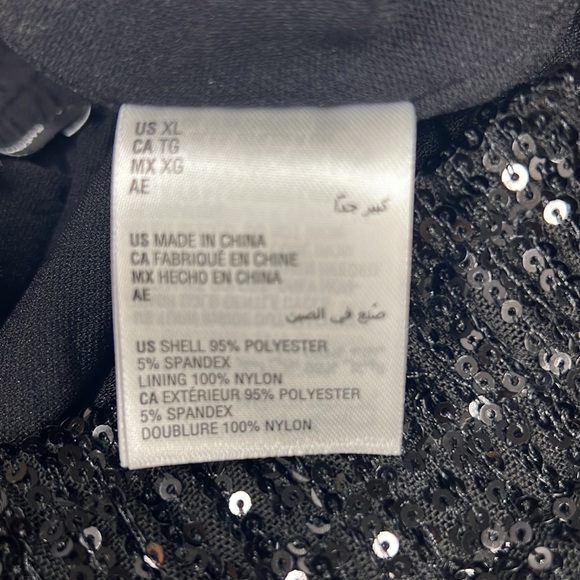 US XL
CA TG
MX XG
AE
كبير جدًا
US MADE IN CHINA
CA FABRIQUÉ EN CHINE
MX HECHO EN CHINA
AE
صُنع في الصين
US SHELL 95% POLYESTER
5% SPANDEX
LINING 100% NYLON
CA EXTÉRIEUR 95% POLYESTER
5% SPANDEX
DOUBLURE 100% NYLON